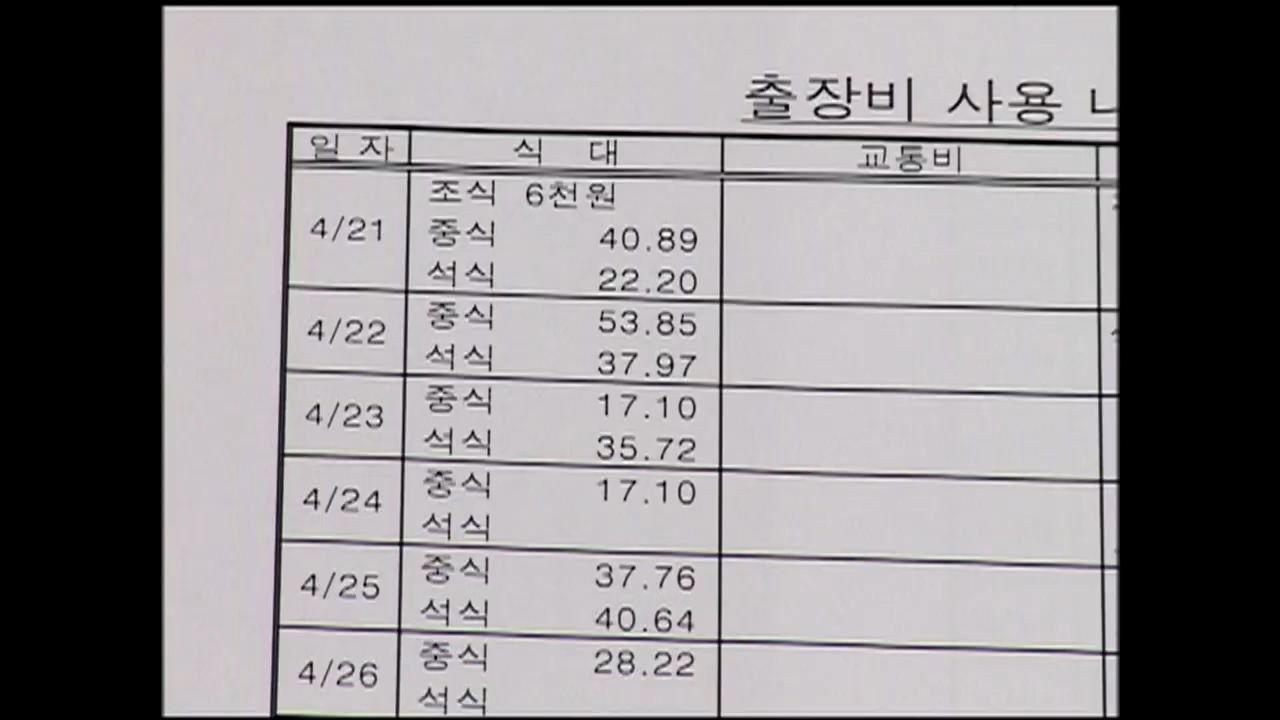 출장비 사용
일 자 식 대 교통비
4/21 조식 6천원
중식 40.89
석식 22.20
4/22 중식 53.85
석식 37.97
4/23 중식 17.10
석식 35.72
4/24 중식 17.10
석식
4/25 중식 37.76
석식 40.64
4/26 중식 28.22
석식